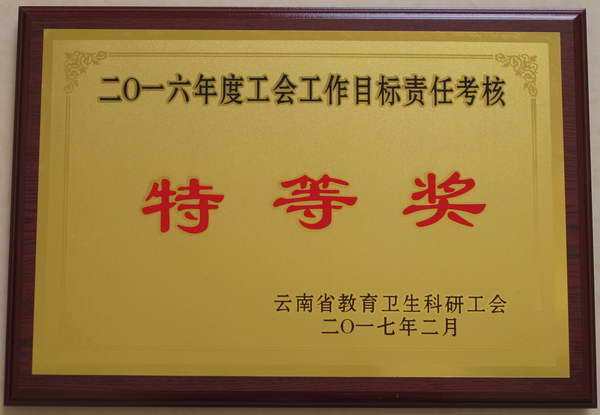 二〇一六年度工会工作目标责任考核
特等奖
云南省教育卫生科研工会
二〇一七年二月